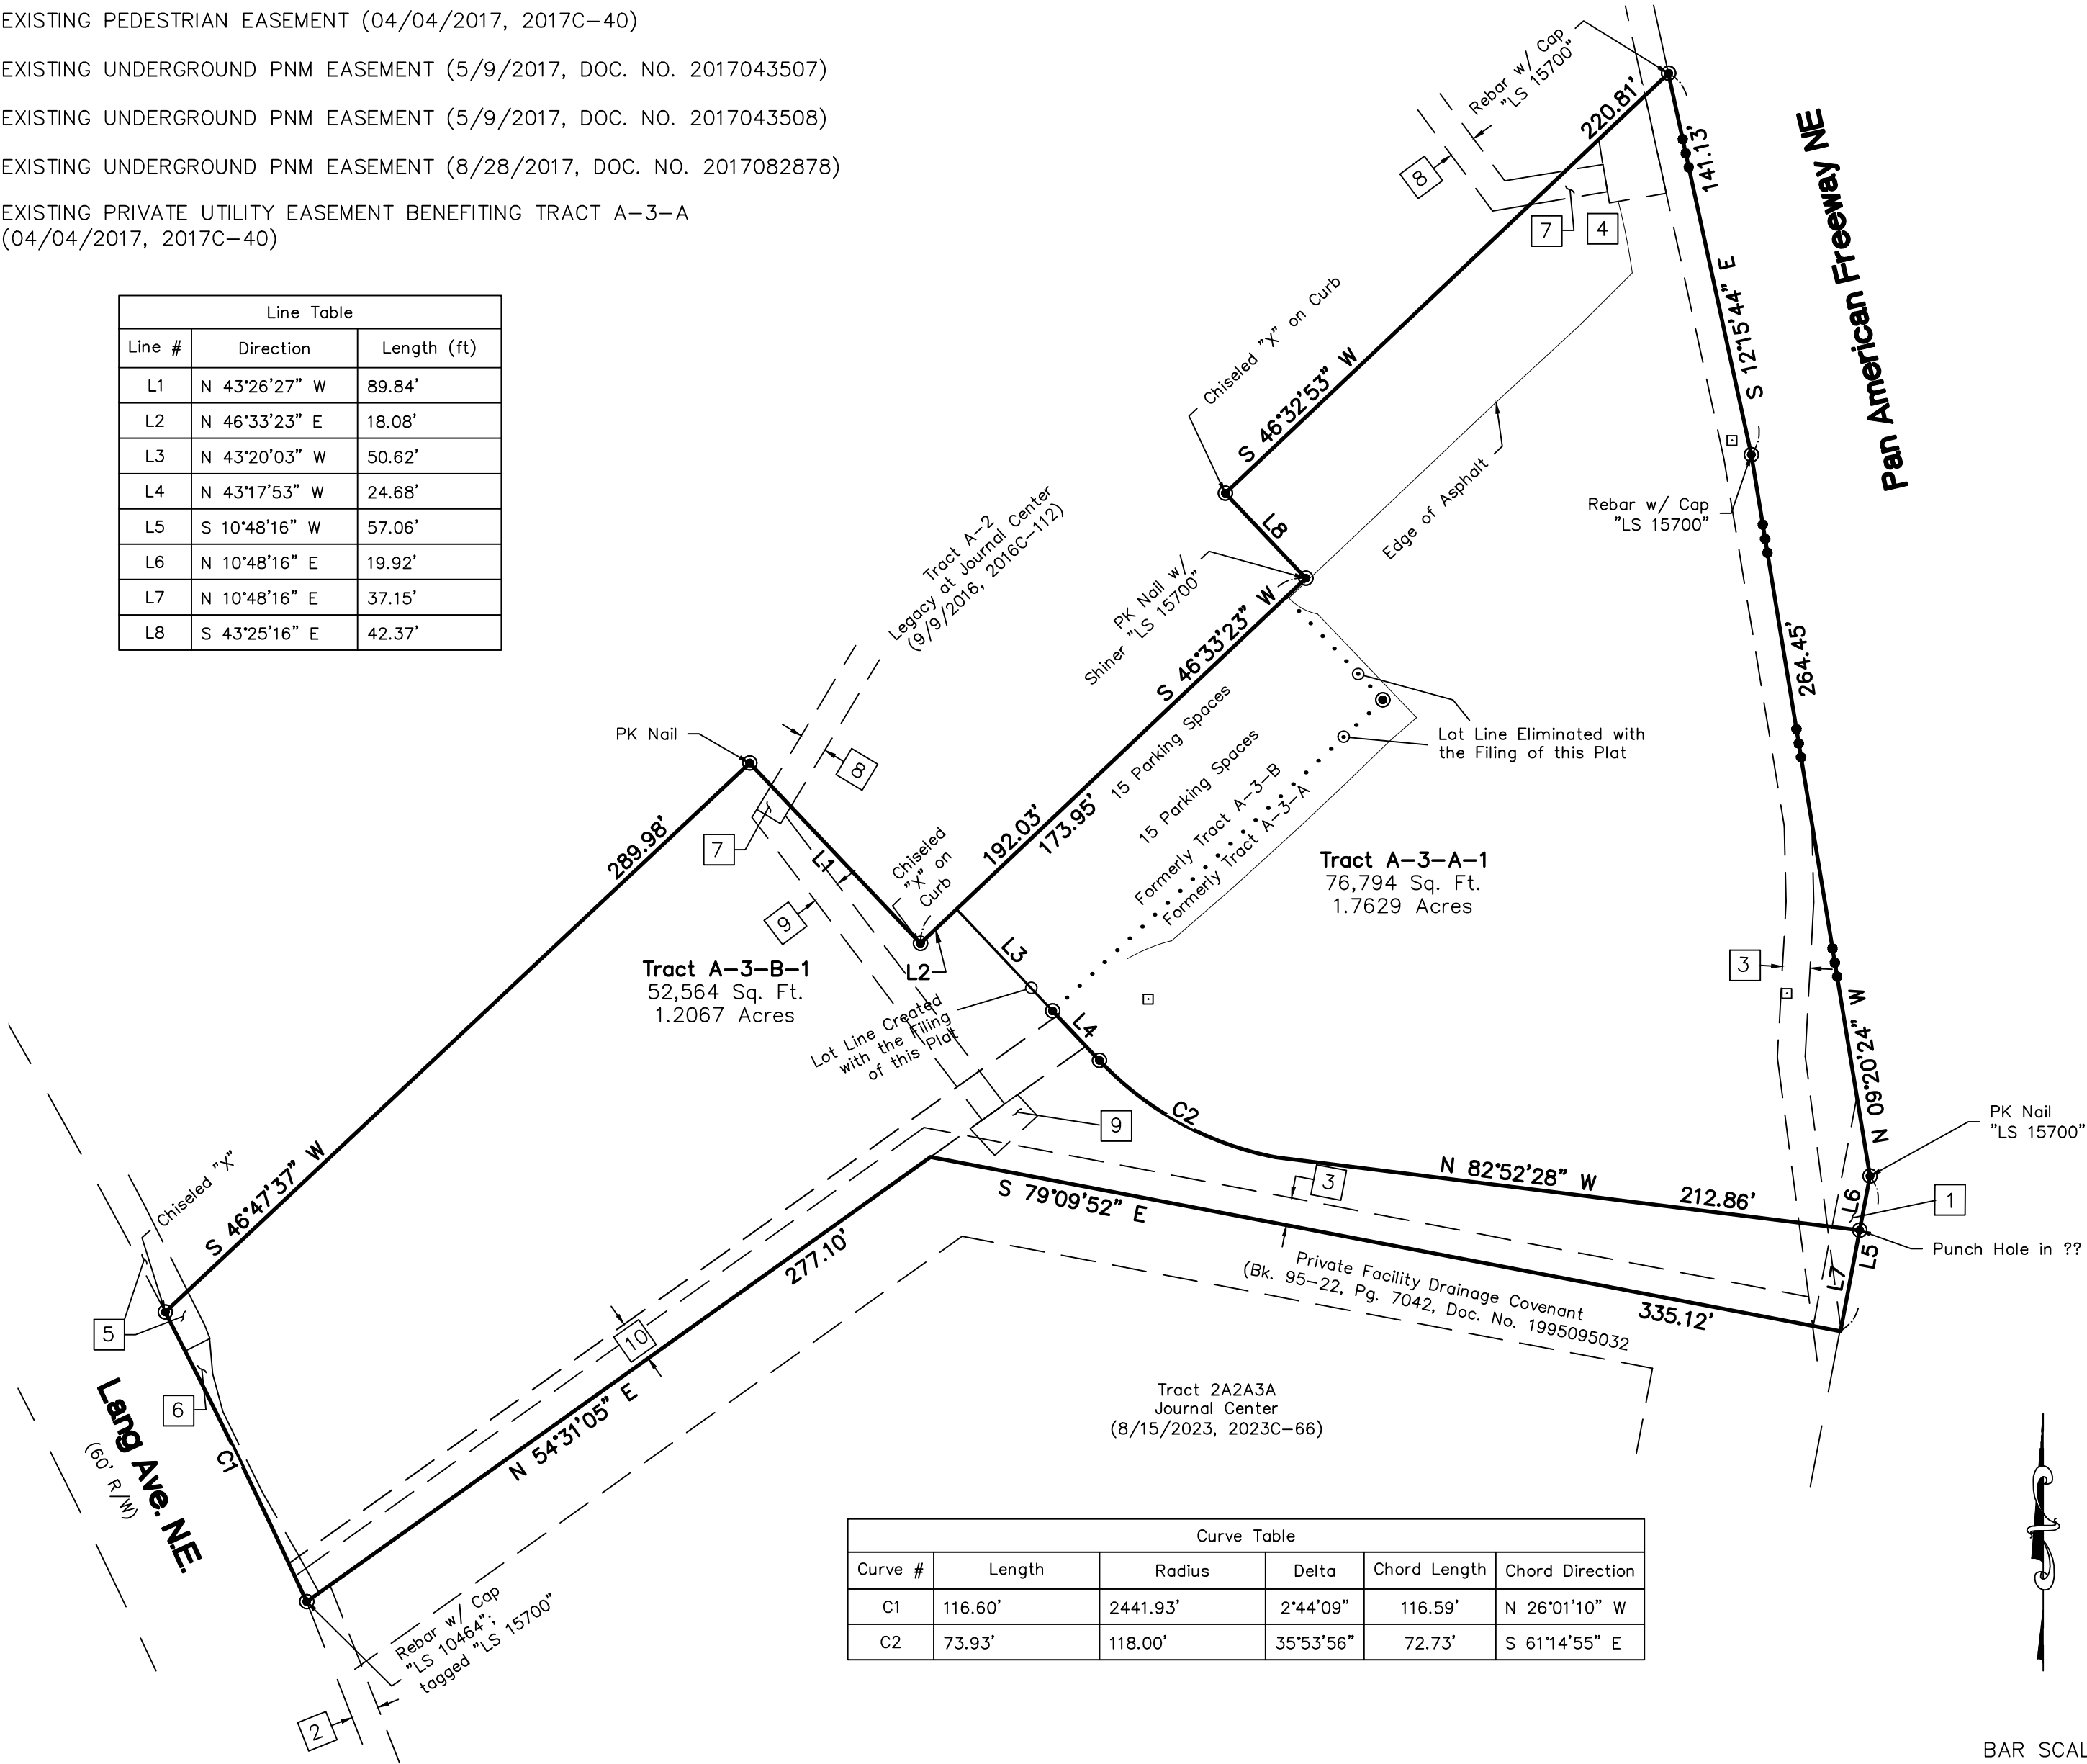 EXISTING PEDESTRIAN EASEMENT (04/04/2017, 2017C-40)
EXISTING UNDERGROUND PNM EASEMENT (5/9/2017, DOC. NO. 2017043507)
EXISTING UNDERGROUND PNM EASEMENT (5/9/2017, DOC. NO. 2017043508)
EXISTING UNDERGROUND PNM EASEMENT (8/28/2017, DOC. NO. 2017082878)
EXISTING PRIVATE UTILITY EASEMENT BENEFITING TRACT A-3-A
(04/04/2017, 2017C-40)
Line Table
Line # Direction Length (ft)
L1 N 43°26'27" W 89.84'
L2 N 46°33'23" E 18.08'
L3 N 43°20'03" W 50.62'
L4 N 43°17'53" W 24.68'
L5 S 10°48'16" W 57.06'
L6 N 10°48'16" E 19.92'
L7 N 10°48'16" E 37.15'
L8 S 43°25'16" E 42.37'
Rebar w/ Cap
"LS 15700"
220.81'
141.13'
8
7
4
Pan American Freeway NE
S 12°15'44" E
Chiseled "X" on Curb
S 46°32'53" W
Edge of Asphalt
Rebar w/ Cap
"LS 15700"
L8
Tract A-2
Legacy at Journal Center
(9/9/2016, 2016C-112)
PK Nail w/
Shiner "LS 15700"
S 46°33'23" W
264.45'
15 Parking Spaces
15 Parking Spaces
Lot Line Eliminated with
the Filing of this Plat
PK Nail
8
7
289.98'
L1
9
Chiseled
"X" on
Curb
192.03'
173.95'
Formerly Tract A-3-B
Formerly Tract A-3-A
Tract A-3-A-1
76,794 Sq. Ft.
1.7629 Acres
Tract A-3-B-1
52,564 Sq. Ft.
1.2067 Acres
L2
L3
3
Lot Line Created
with the Filing
of this Plat
L4
N 09°20'24" W
C2
9
PK Nail
"LS 15700"
N 82°52'28" W
212.86'
3
S 79°09'52" E
L6
1
L5
L7
Punch Hole in ??
Chiseled "X"
S 46°47'37" W
5
6
277.10'
10
Private Facility Drainage Covenant
(Bk. 95-22, Pg. 7042, Doc. No. 1995095032
335.12'
Lang Ave. N.E.
(60' R/W)
C1
N 54°31'05" E
Tract 2A2A3A
Journal Center
(8/15/2023, 2023C-66)
Rebar w/ Cap
"LS 10464";
tagged "LS 15700"
2
Curve Table
Curve # Length Radius Delta Chord Length Chord Direction
C1 116.60' 2441.93' 2°44'09" 116.59' N 26°01'10" W
C2 73.93' 118.00' 35°53'56" 72.73' S 61°14'55" E
BAR SCAL